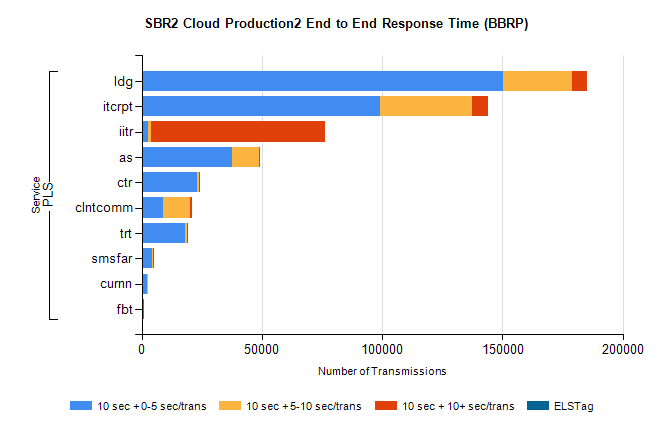 SBR2 Cloud Production2 End to End Response Time (BBRP)
Service
PLS
ldg
itcrpt
iitr
as
ctr
clntcomm
trt
smsfar
curnn
fbt
0 50000 100000 150000 200000
Number of Transmissions
10 sec +0-5 sec/trans 10 sec +5-10 sec/trans 10 sec + 10+ sec/trans ELSTag